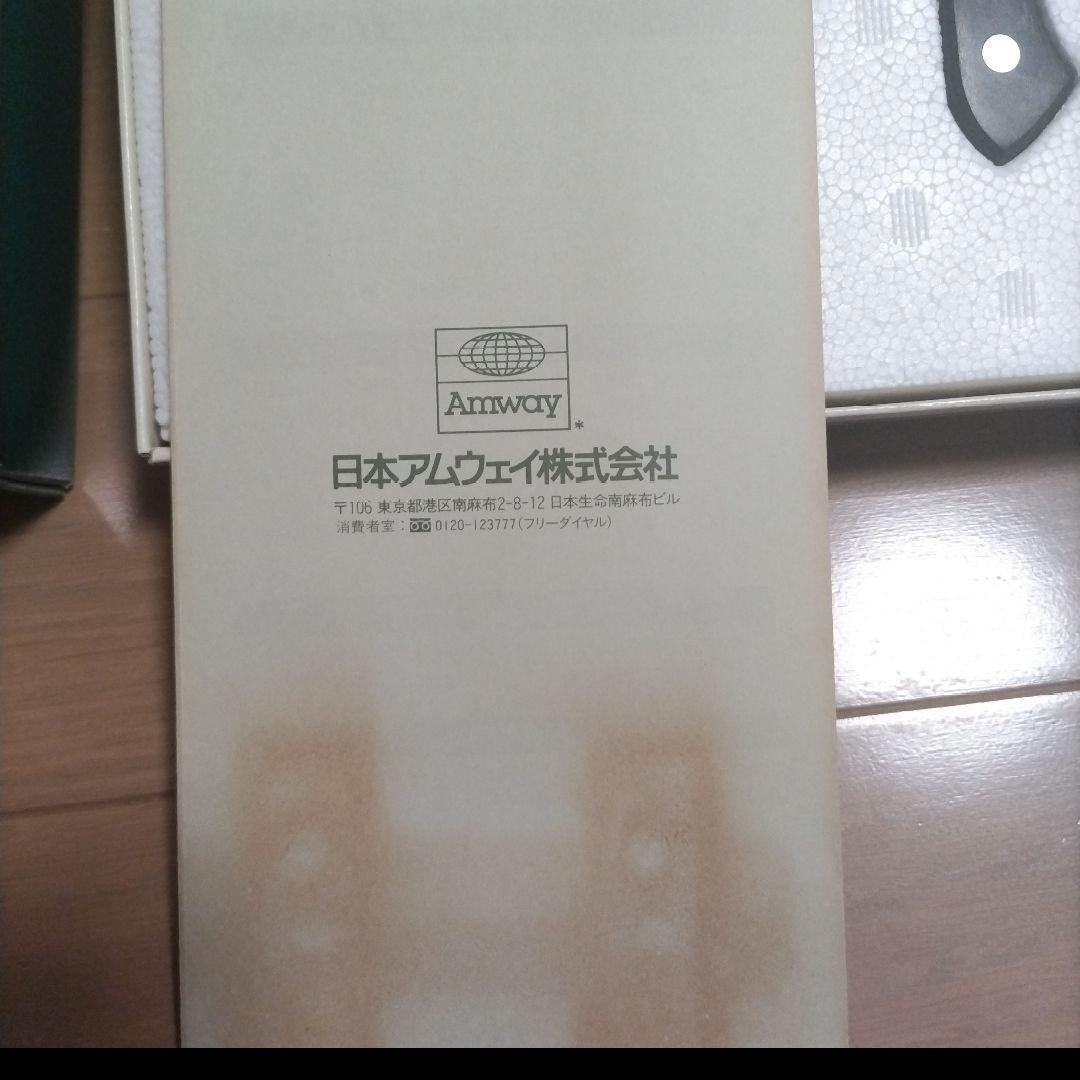 Amway*
日本アムウェイ株式会社
〒106 東京都港区南麻布2-8-12 日本生命南麻布ビル
消費者室：0120-123777(フリーダイヤル)